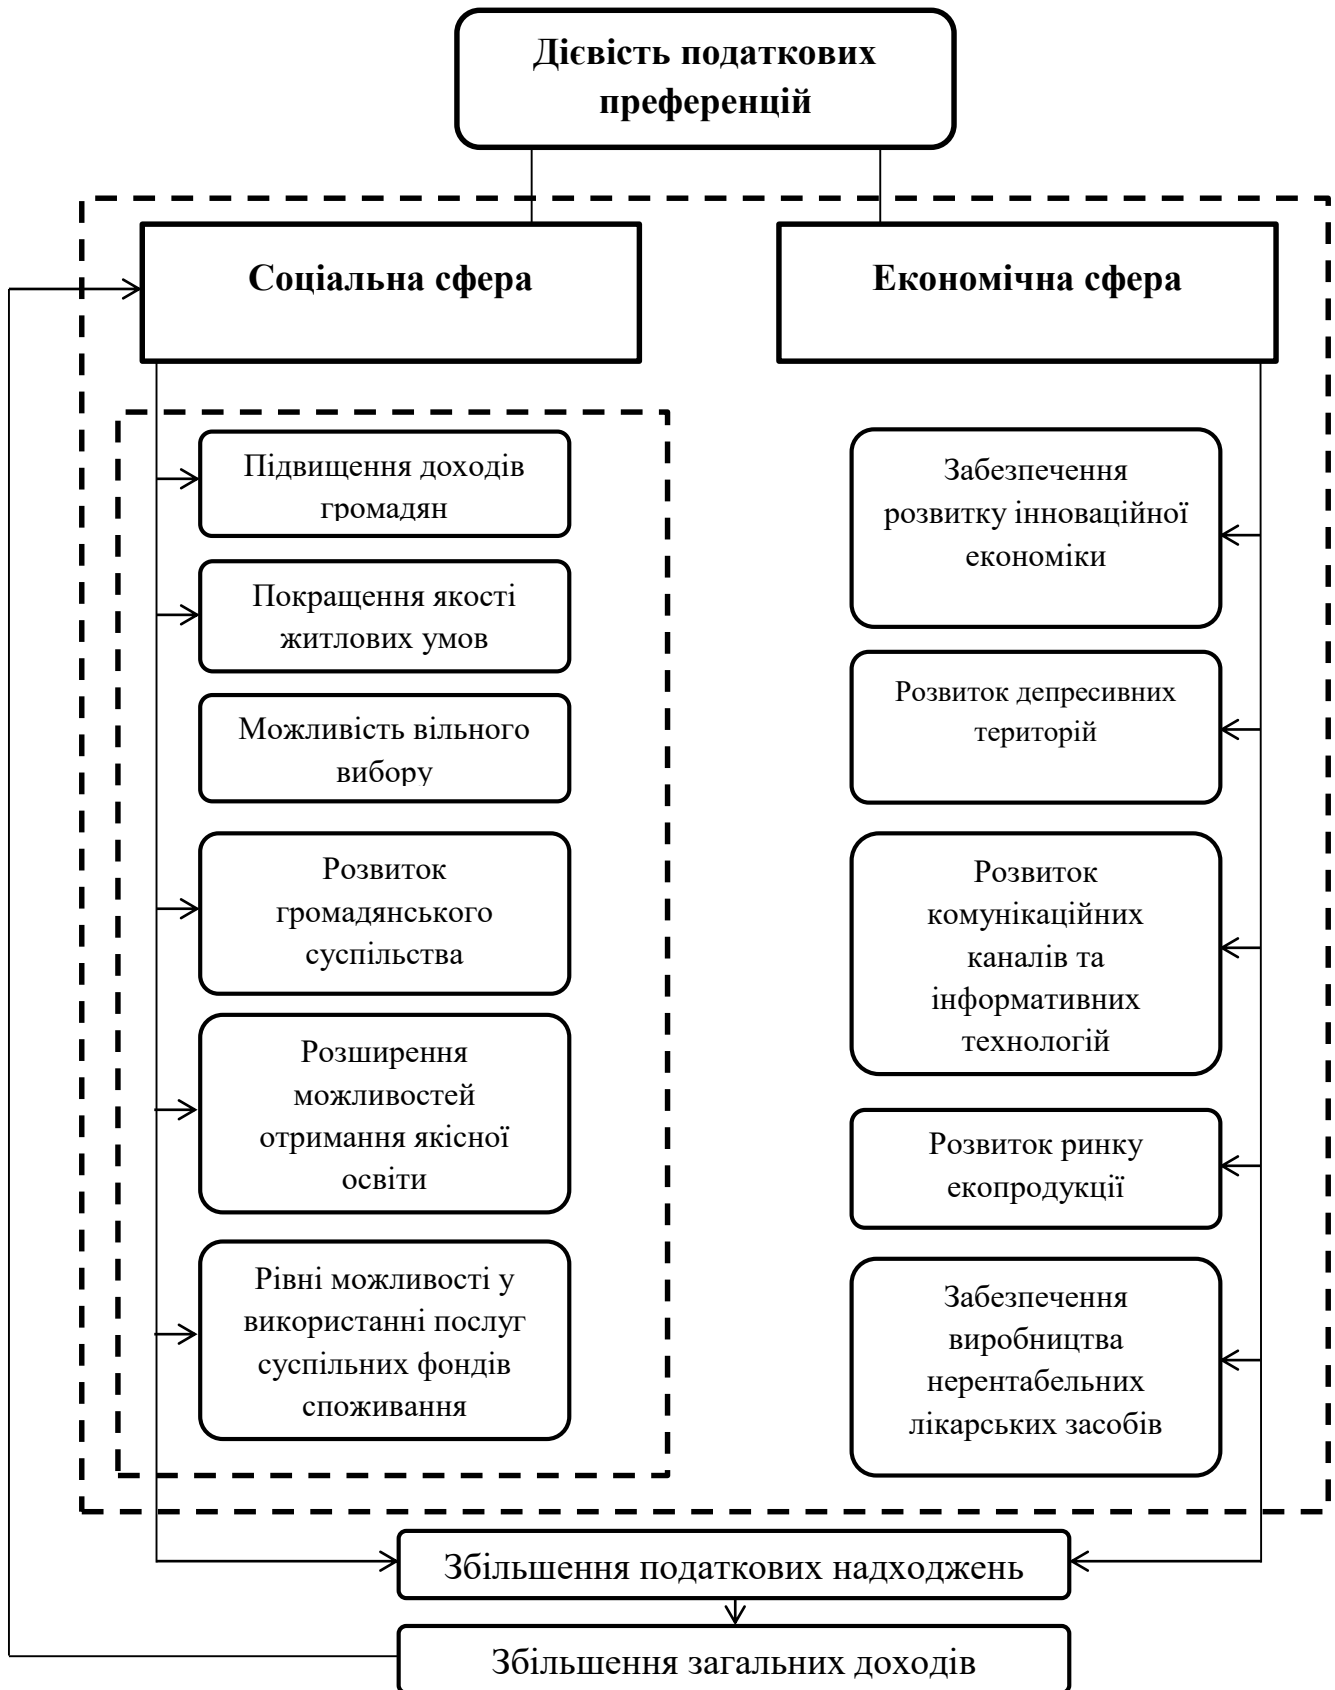 Дієвість податкових
преференцій
Соціальна сфера
Економічна сфера
Підвищення доходів
громадян
Покращення якості
житлових умов
Можливість вільного
вибору
Розвиток
громадянського
суспільства
Розширення
можливостей
отримання якісної
освіти
Рівні можливості у
використанні послуг
суспільних фондів
споживання
Забезпечення
розвитку інноваційної
економіки
Розвиток депресивних
територій
Розвиток
комунікаційних
каналів та
інформативних
технологій
Розвиток ринку
екопродукції
Забезпечення
виробництва
нерентабельних
лікарських засобів
Збільшення податкових надходжень
Збільшення загальних доходів